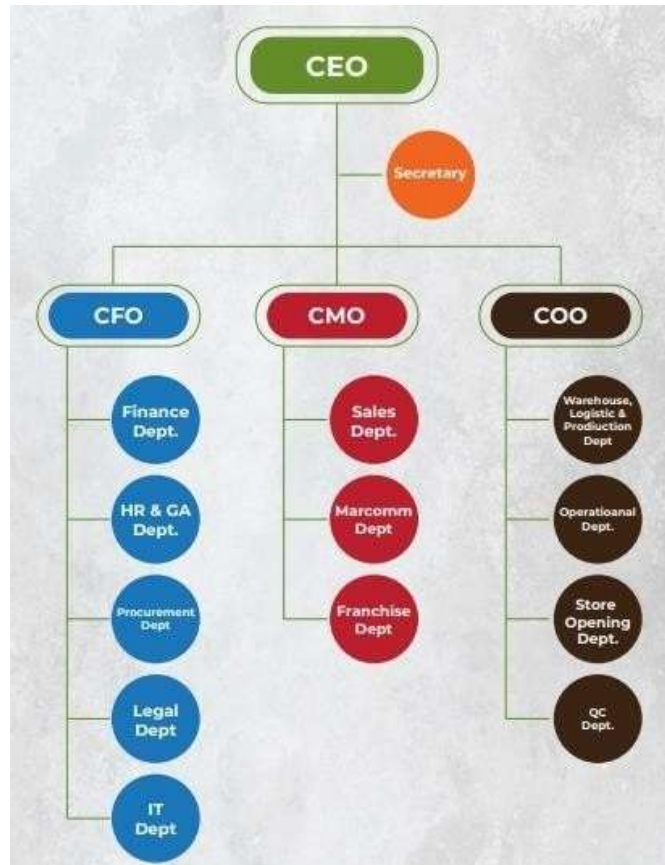 CEO
Secretary
CFO
CMO
COO
Finance
Dept.
HR & GA
Dept.
Procurement
Dept
Legal
Dept
IT
Dept
Sales
Dept.
Marcomm
Dept
Franchise
Dept
Warehouse,
Logistic &
Prodiuction
Dept
Operatioanal
Dept.
Store
Opening
Dept.
QC
Dept.